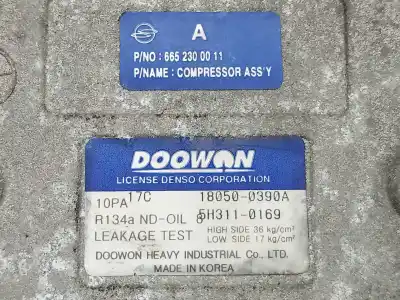 A
P/NO : 665 230 00 11
P/NAME : COMPRESSOR ASS'Y
DOOWON
LICENSE DENSO CORPORATION
10PA17C 18050-0390A
R134a ND-OIL 8 5H311-0169
LEAKAGE TEST HIGH SIDE 36 kg/cm²
LOW SIDE 17 kg/cm²
DOOWON HEAVY INDUSTRIAL Co., LTD.
MADE IN KOREA